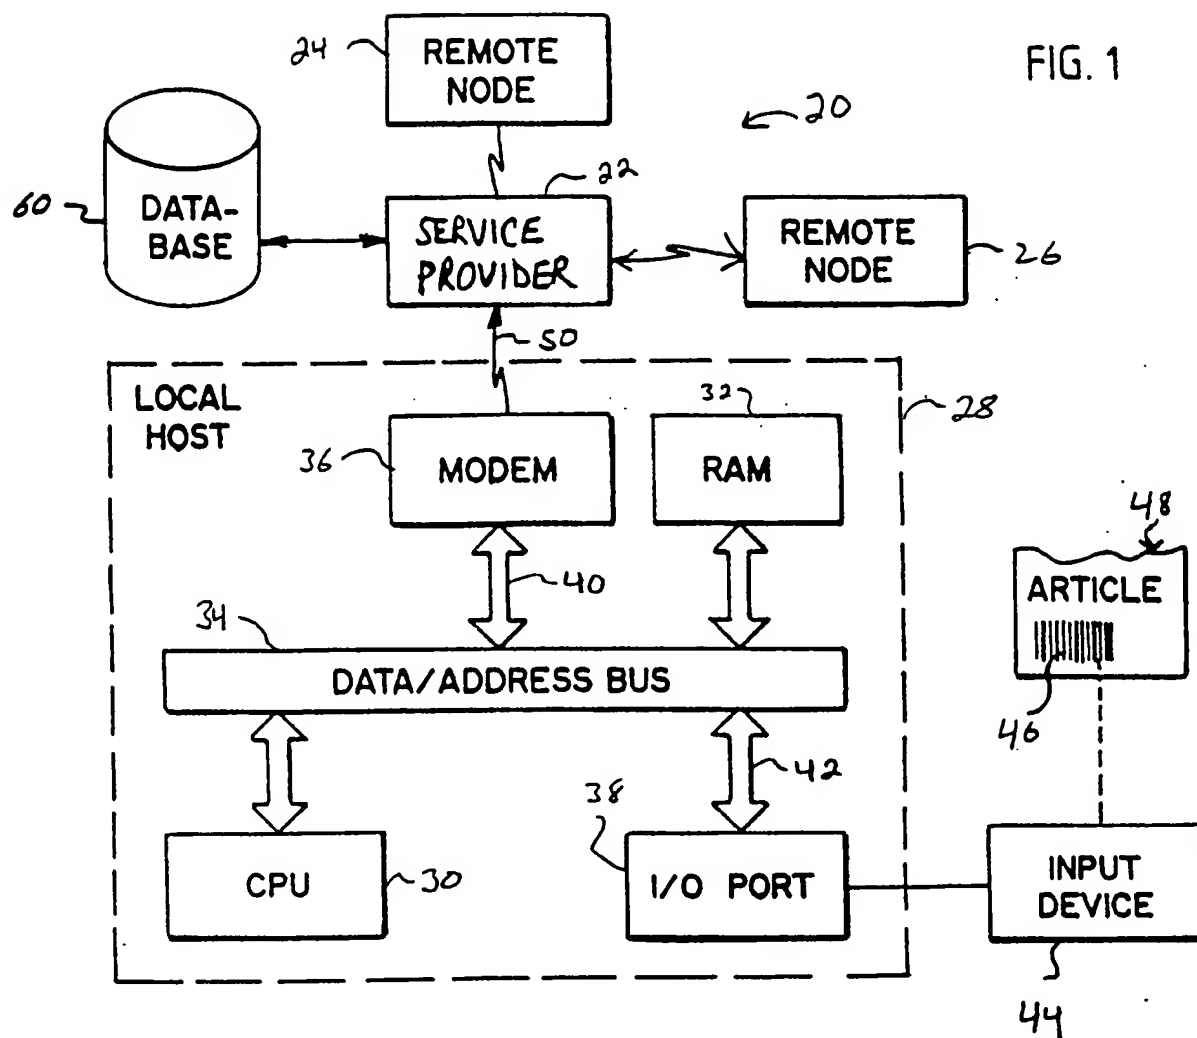 FIG. 1
24
REMOTE
NODE
20
60
DATA-
BASE
22
SERVICE
PROVIDER
REMOTE
NODE
26
50
LOCAL
HOST
28
36
MODEM
32
RAM
40
48
ARTICLE
46
34
DATA/ADDRESS BUS
42
38
CPU
30
I/O PORT
INPUT
DEVICE
44